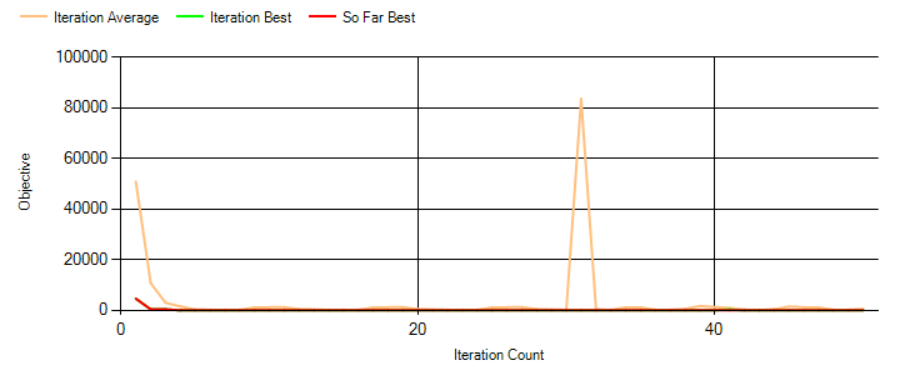 Iteration Average Iteration Best So Far Best
100000
80000
60000
40000
20000
0
Objective
0 20 40
Iteration Count